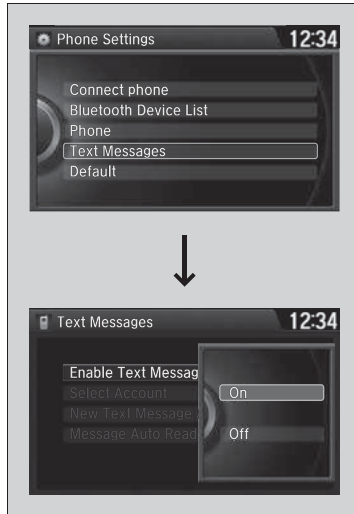 Phone Settings
12:34
Connect phone
Bluetooth Device List
Phone
Text Messages
Default
Text Messages
12:34
Enable Text Messag
Select Account
New Text Message
Message Auto Read
On
Off